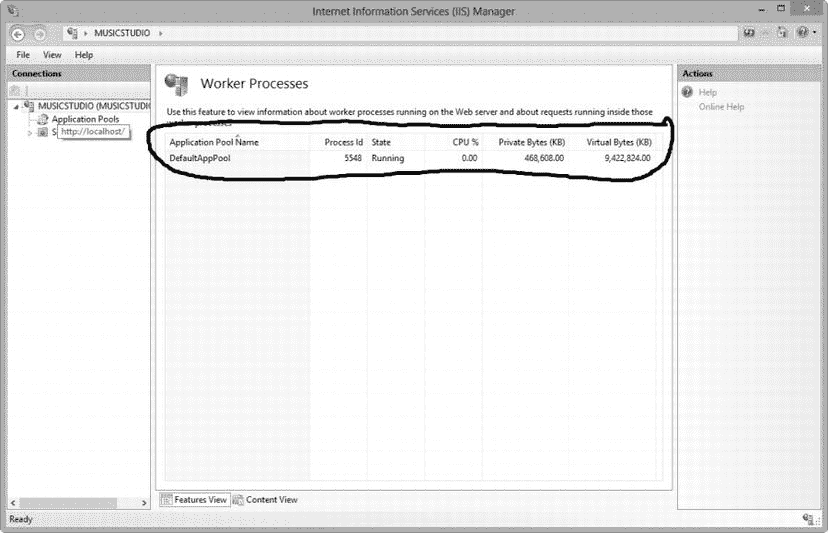 Internet Information Services (IIS) Manager
MUSICSTUDIO
File View Help
Connections
MUSICSTUDIO (MUSICSTUDIO
Application Pools
S
http://localhost/
Worker Processes
Use this feature to view information about worker processes running on the Web server and about requests running inside those
worker processes.
Application Pool Name Process Id State CPU % Private Bytes (KB) Virtual Bytes (KB)
DefaultAppPool 5548 Running 0.00 468,608.00 9,422,824.00
Actions
Help
Online Help
Features View Content View
Ready